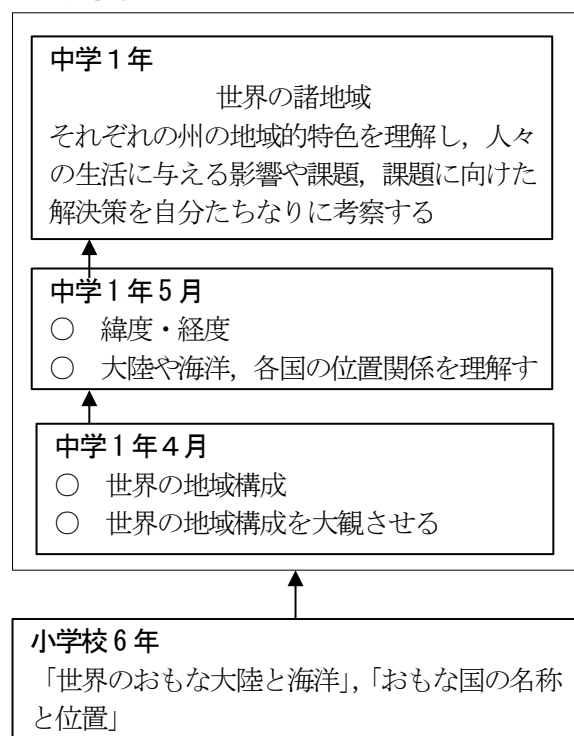 中学１年
世界の諸地域
それぞれの州の地域的特色を理解し，人々
の生活に与える影響や課題，課題に向けた
解決策を自分たちなりに考察する
中学１年５月
○　緯度・経度
○　大陸や海洋，各国の位置関係を理解す
中学１年４月
○　世界の地域構成
○　世界の地域構成を大観させる
小学校６年
「世界のおもな大陸と海洋」，「おもな国の名称
と位置」